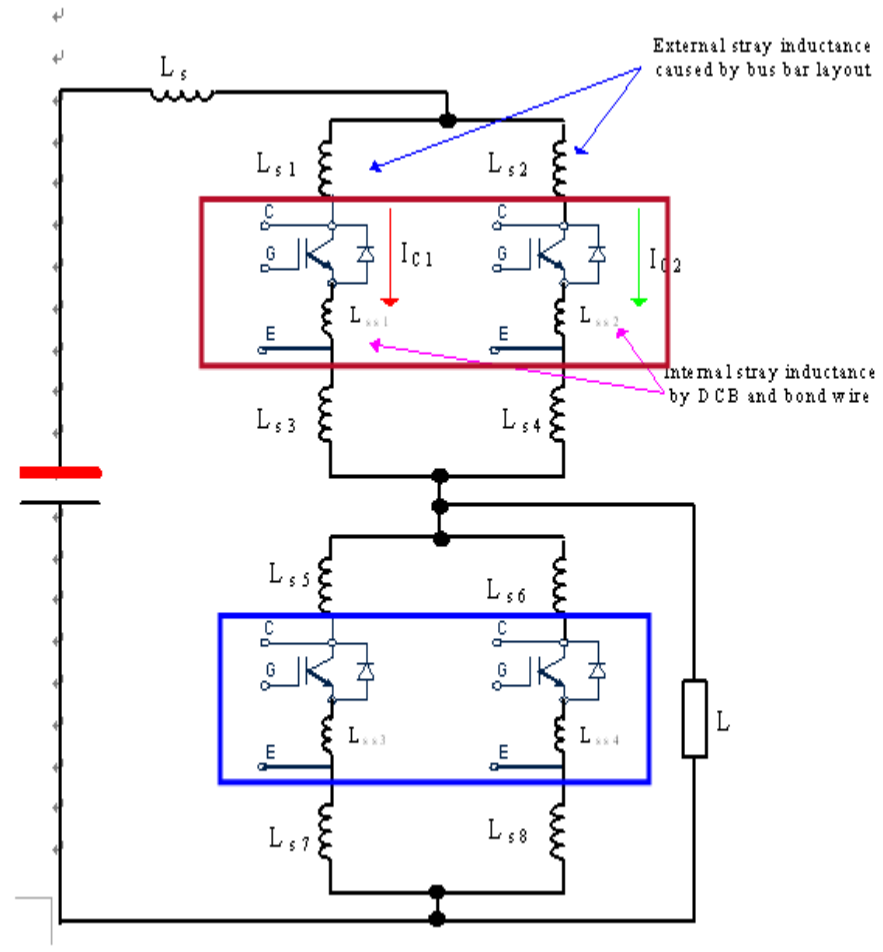 Ls
External stray inductance
caused by bus bar layout
Ls1
Ls2
C
C
G
IC1
G
IC2
Lss1
Lss2
E
E
Internal stray inductance
by DCB and bond wire
Ls3
Ls4
Ls5
Ls6
C
C
G
G
L
Lss3
Lss4
E
E
Ls7
Ls8